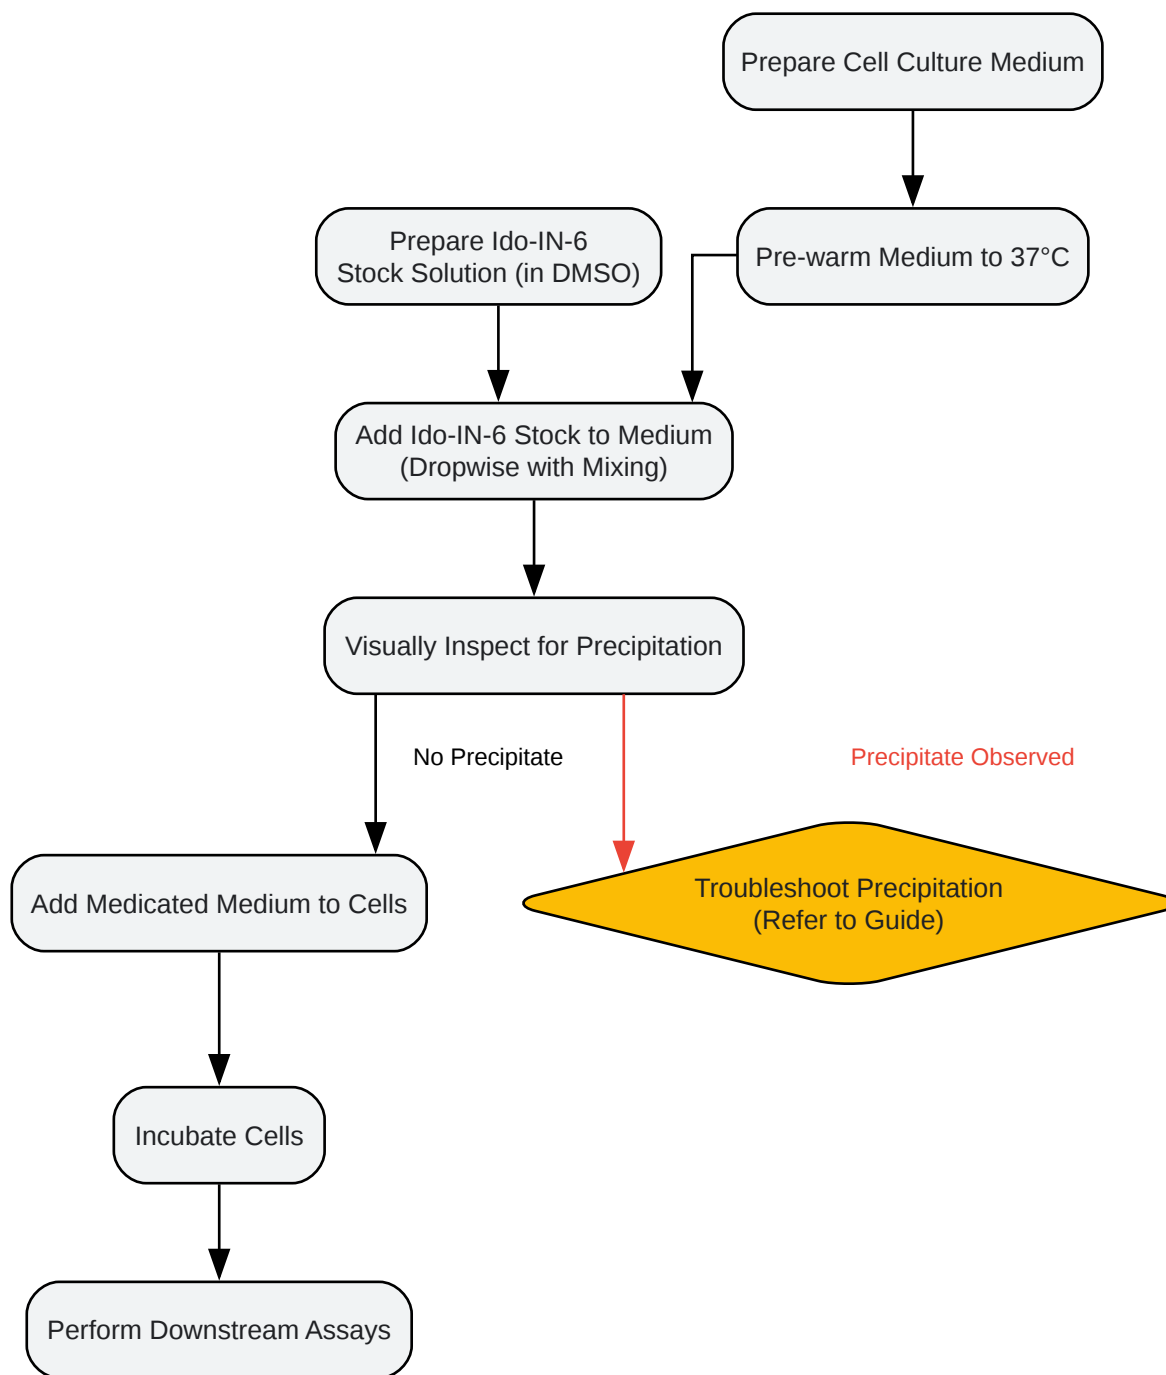 Prepare Cell Culture Medium
Prepare Ido-IN-6
Stock Solution (in DMSO)
Pre-warm Medium to 37°C
Add Ido-IN-6 Stock to Medium
(Dropwise with Mixing)
Visually Inspect for Precipitation
No Precipitate
Precipitate Observed
Add Medicated Medium to Cells
Troubleshoot Precipitation
(Refer to Guide)
Incubate Cells
Perform Downstream Assays